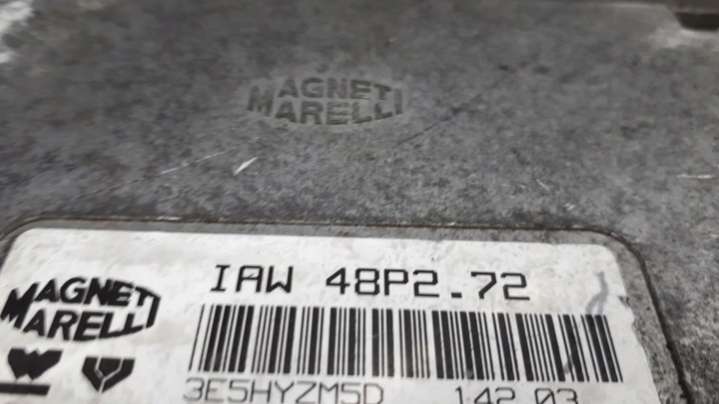 MAGNETI
MARELLI
IAW 48P2.72
MAGNETI
MARELLI
3E5HYZM5D 142 03